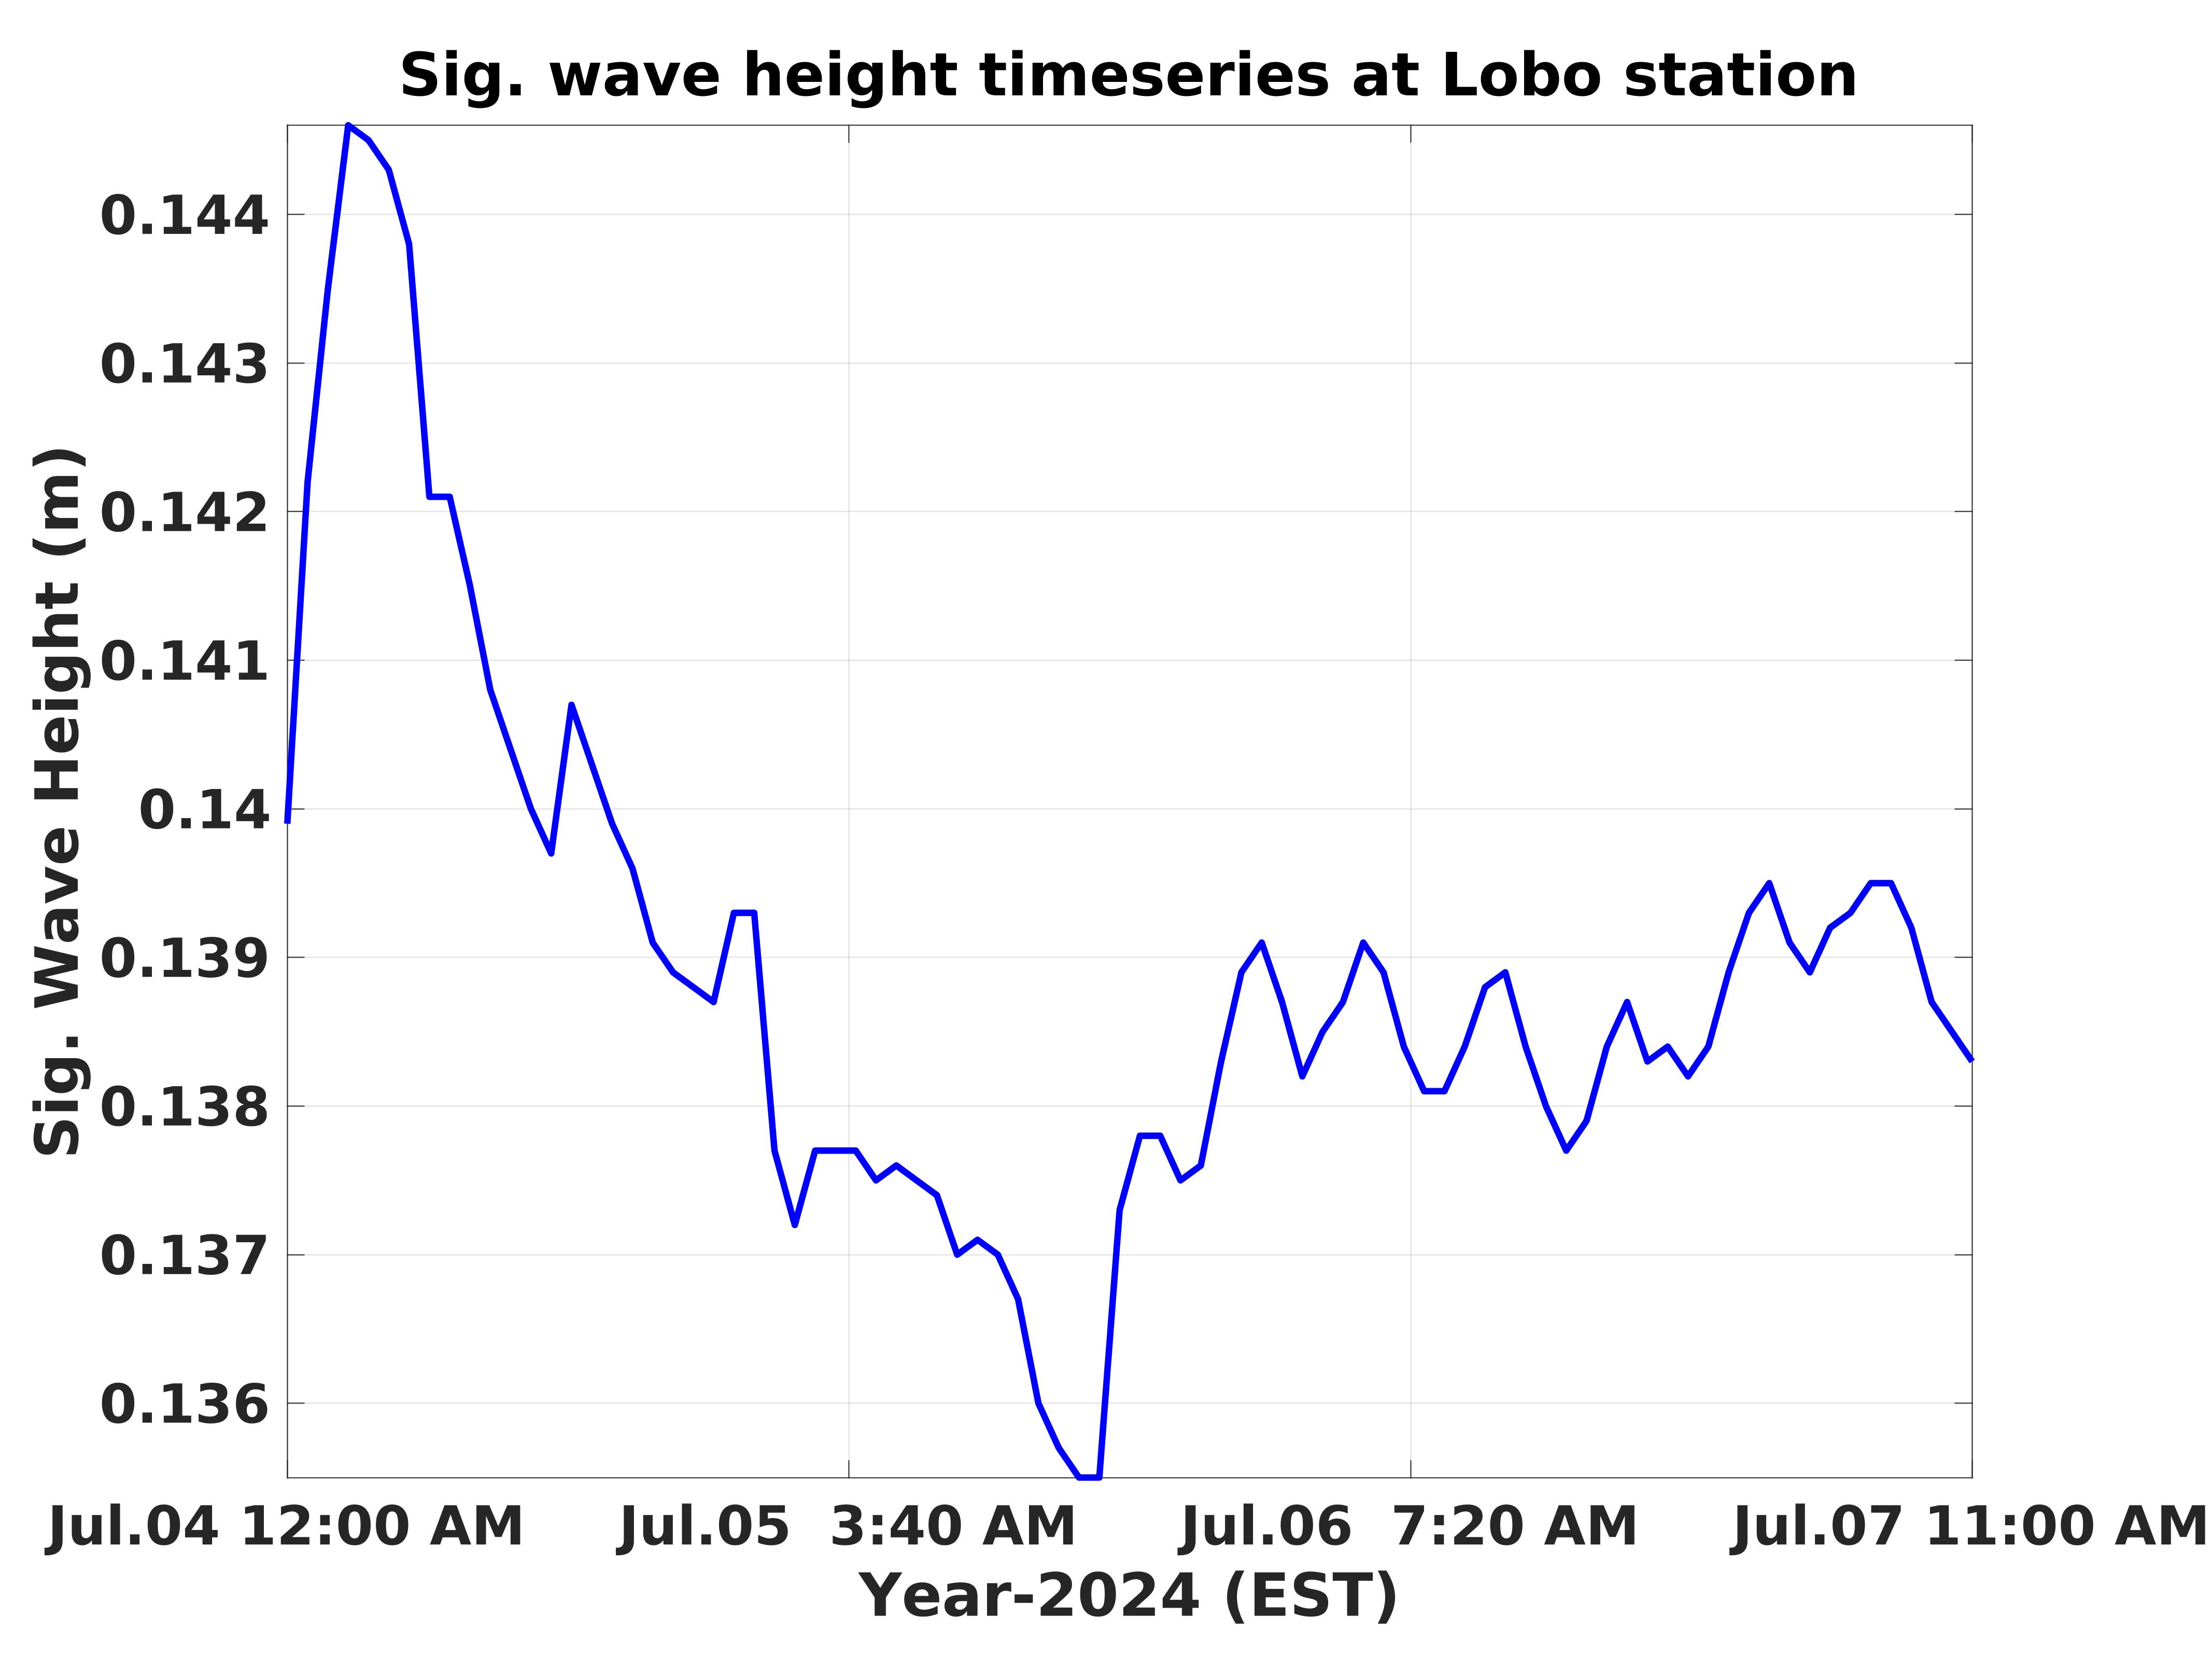 Sig. wave height timeseries at Lobo station
Sig. Wave Height (m)
0.144
0.143
0.142
0.141
0.14
0.139
0.138
0.137
0.136
Jul.04 12:00 AM Jul.05 3:40 AM Jul.06 7:20 AM Jul.07 11:00 AM
Year-2024 (EST)